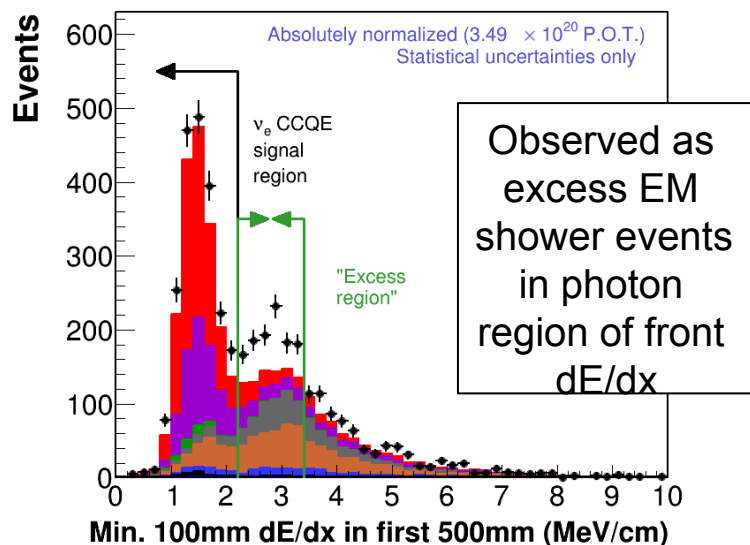 Absolutely normalized (3.49 × 10²⁰ P.O.T.)
Statistical uncertainties only
Events
600
500
400
300
200
100
0
νe CCQE
signal
region
"Excess
region"
Observed as
excess EM
shower events
in photon
region of front
dE/dx
0 1 2 3 4 5 6 7 8 9 10
Min. 100mm dE/dx in first 500mm (MeV/cm)